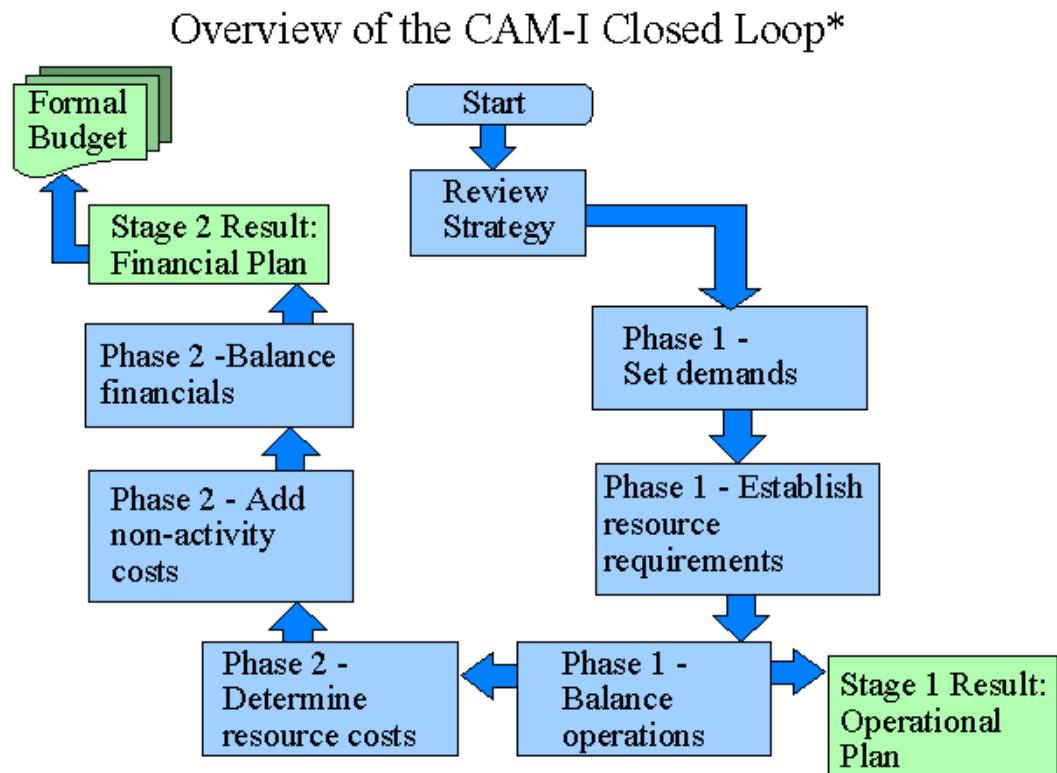 Overview of the CAM-I Closed Loop*
Formal
Budget
Start
Review
Strategy
Stage 2 Result:
Financial Plan
Phase 1 -
Set demands
Phase 2 -Balance
financials
Phase 1 - Establish
resource
requirements
Phase 2 - Add
non-activity
costs
Phase 2 -
Determine
resource costs
Phase 1 -
Balance
operations
Stage 1 Result:
Operational
Plan